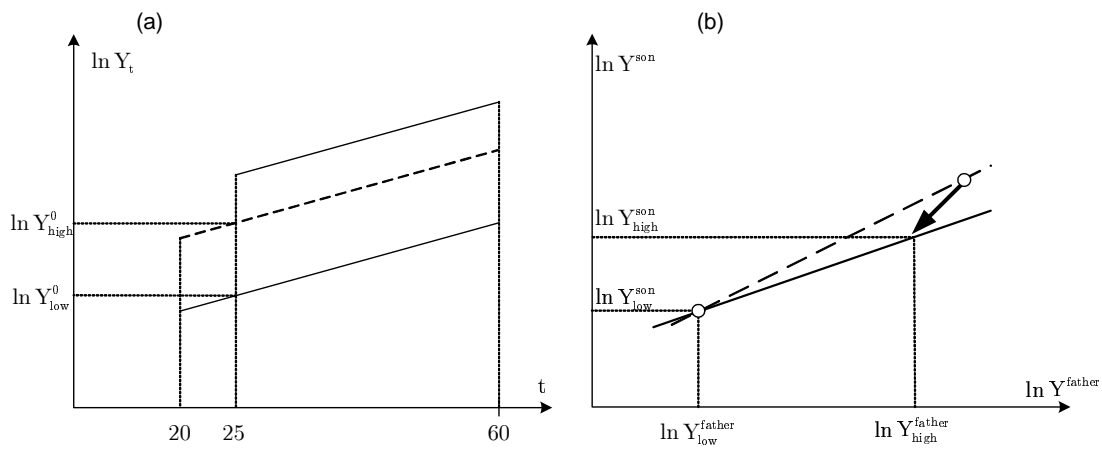 (a)
ln Y_t
ln Y^0_high
ln Y^0_low
t
20
25
60
(b)
ln Y^son
ln Y^son_high
ln Y^son_low
ln Y^father
ln Y^father_low
ln Y^father_high